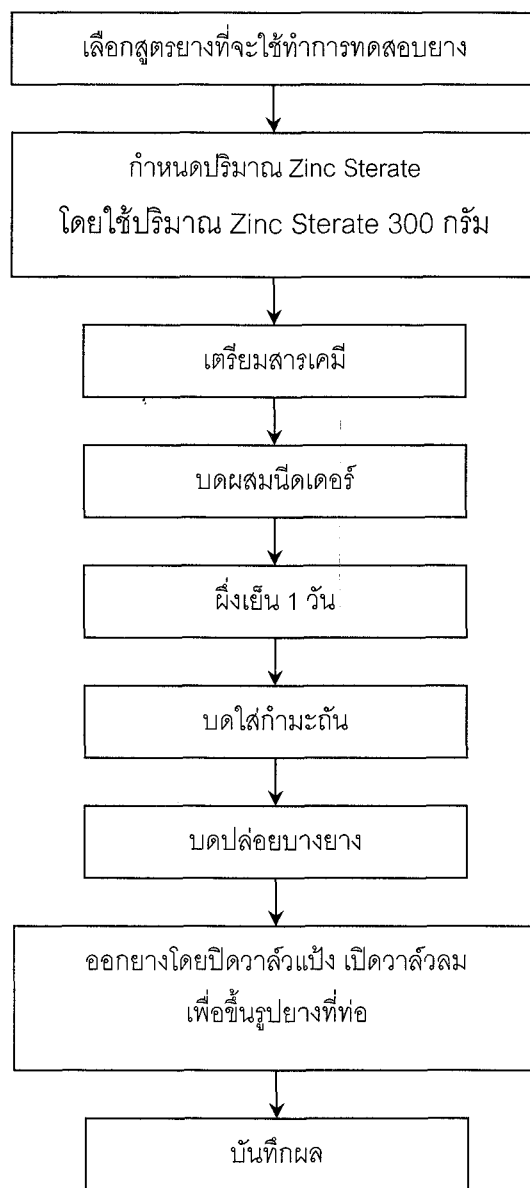 เลือกสูตรยางที่จะใช้ทำการทดสอบยาง
กำหนดปริมาณ Zinc Sterate
โดยใช้ปริมาณ Zinc Sterate 300 กรัม
เตรียมสารเคมี
บดผสมนีดเดอร์
ผึ่งเย็น 1 วัน
บดใส่กำมะถัน
บดปล่อยบางยาง
ออกยางโดยปิดวาล์วแป้ง เปิดวาล์วลม
เพื่อขึ้นรูปยางที่ท่อ
บันทึกผล